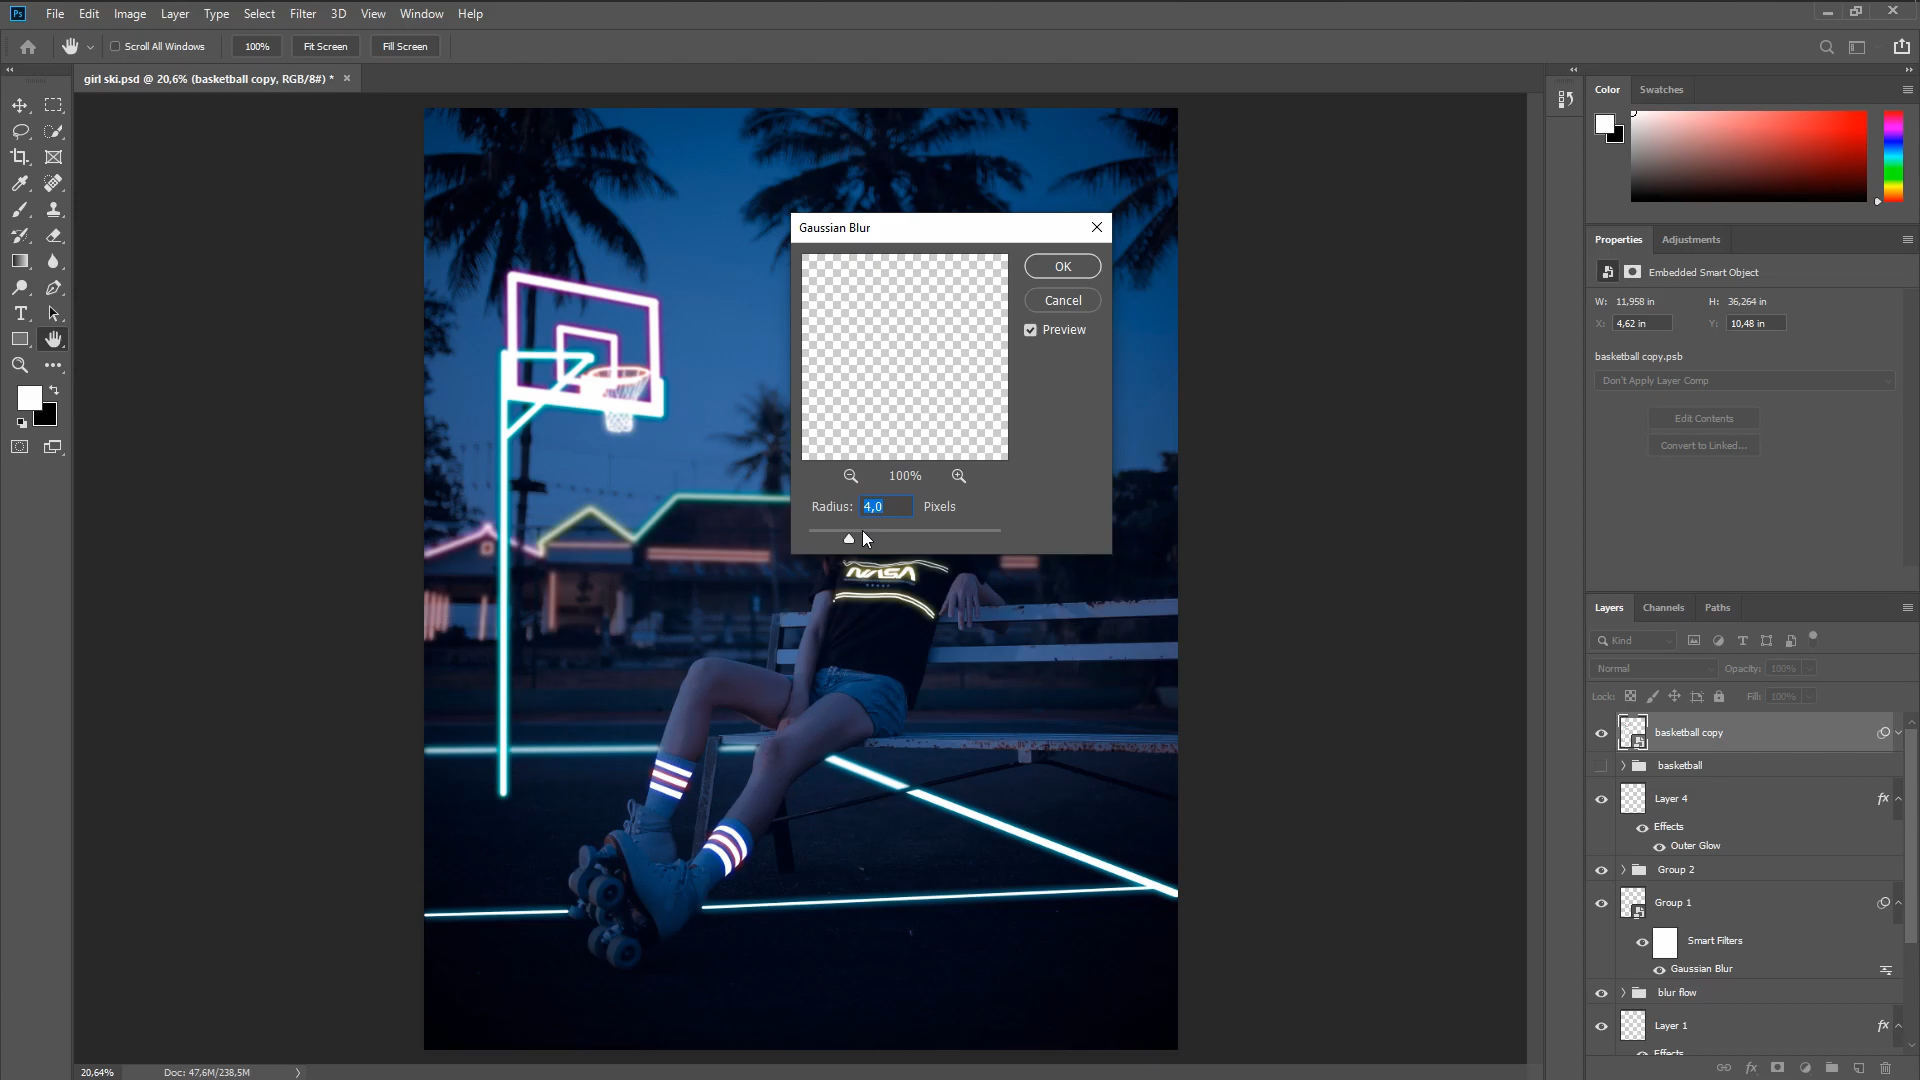 Ps File Edit Image Layer Type Select Filter 3D View Window Help
Scroll All Windows 100% Fit Screen Fill Screen
girl ski.psd @ 20,6% (basketball copy, RGB/8#) *
Color Swatches
Gaussian Blur
OK
Cancel
Preview
100%
Radius: 4,0 Pixels
NASA
Properties Adjustments
Embedded Smart Object
W: 11,958 in H: 36,264 in
X: 4,62 in Y: 10,48 in
basketball copy.psb
Don't Apply Layer Comp
Edit Contents
Convert to Linked...
Layers Channels Paths
Kind
Normal Opacity: 100%
Lock: Fill: 100%
basketball copy
basketball
Layer 4 fx
Effects
Outer Glow
Group 2
Group 1
Smart Filters
Gaussian Blur
blur flow
Layer 1 fx
Effects
fx
20,64% Doc: 47,6M/238,5M